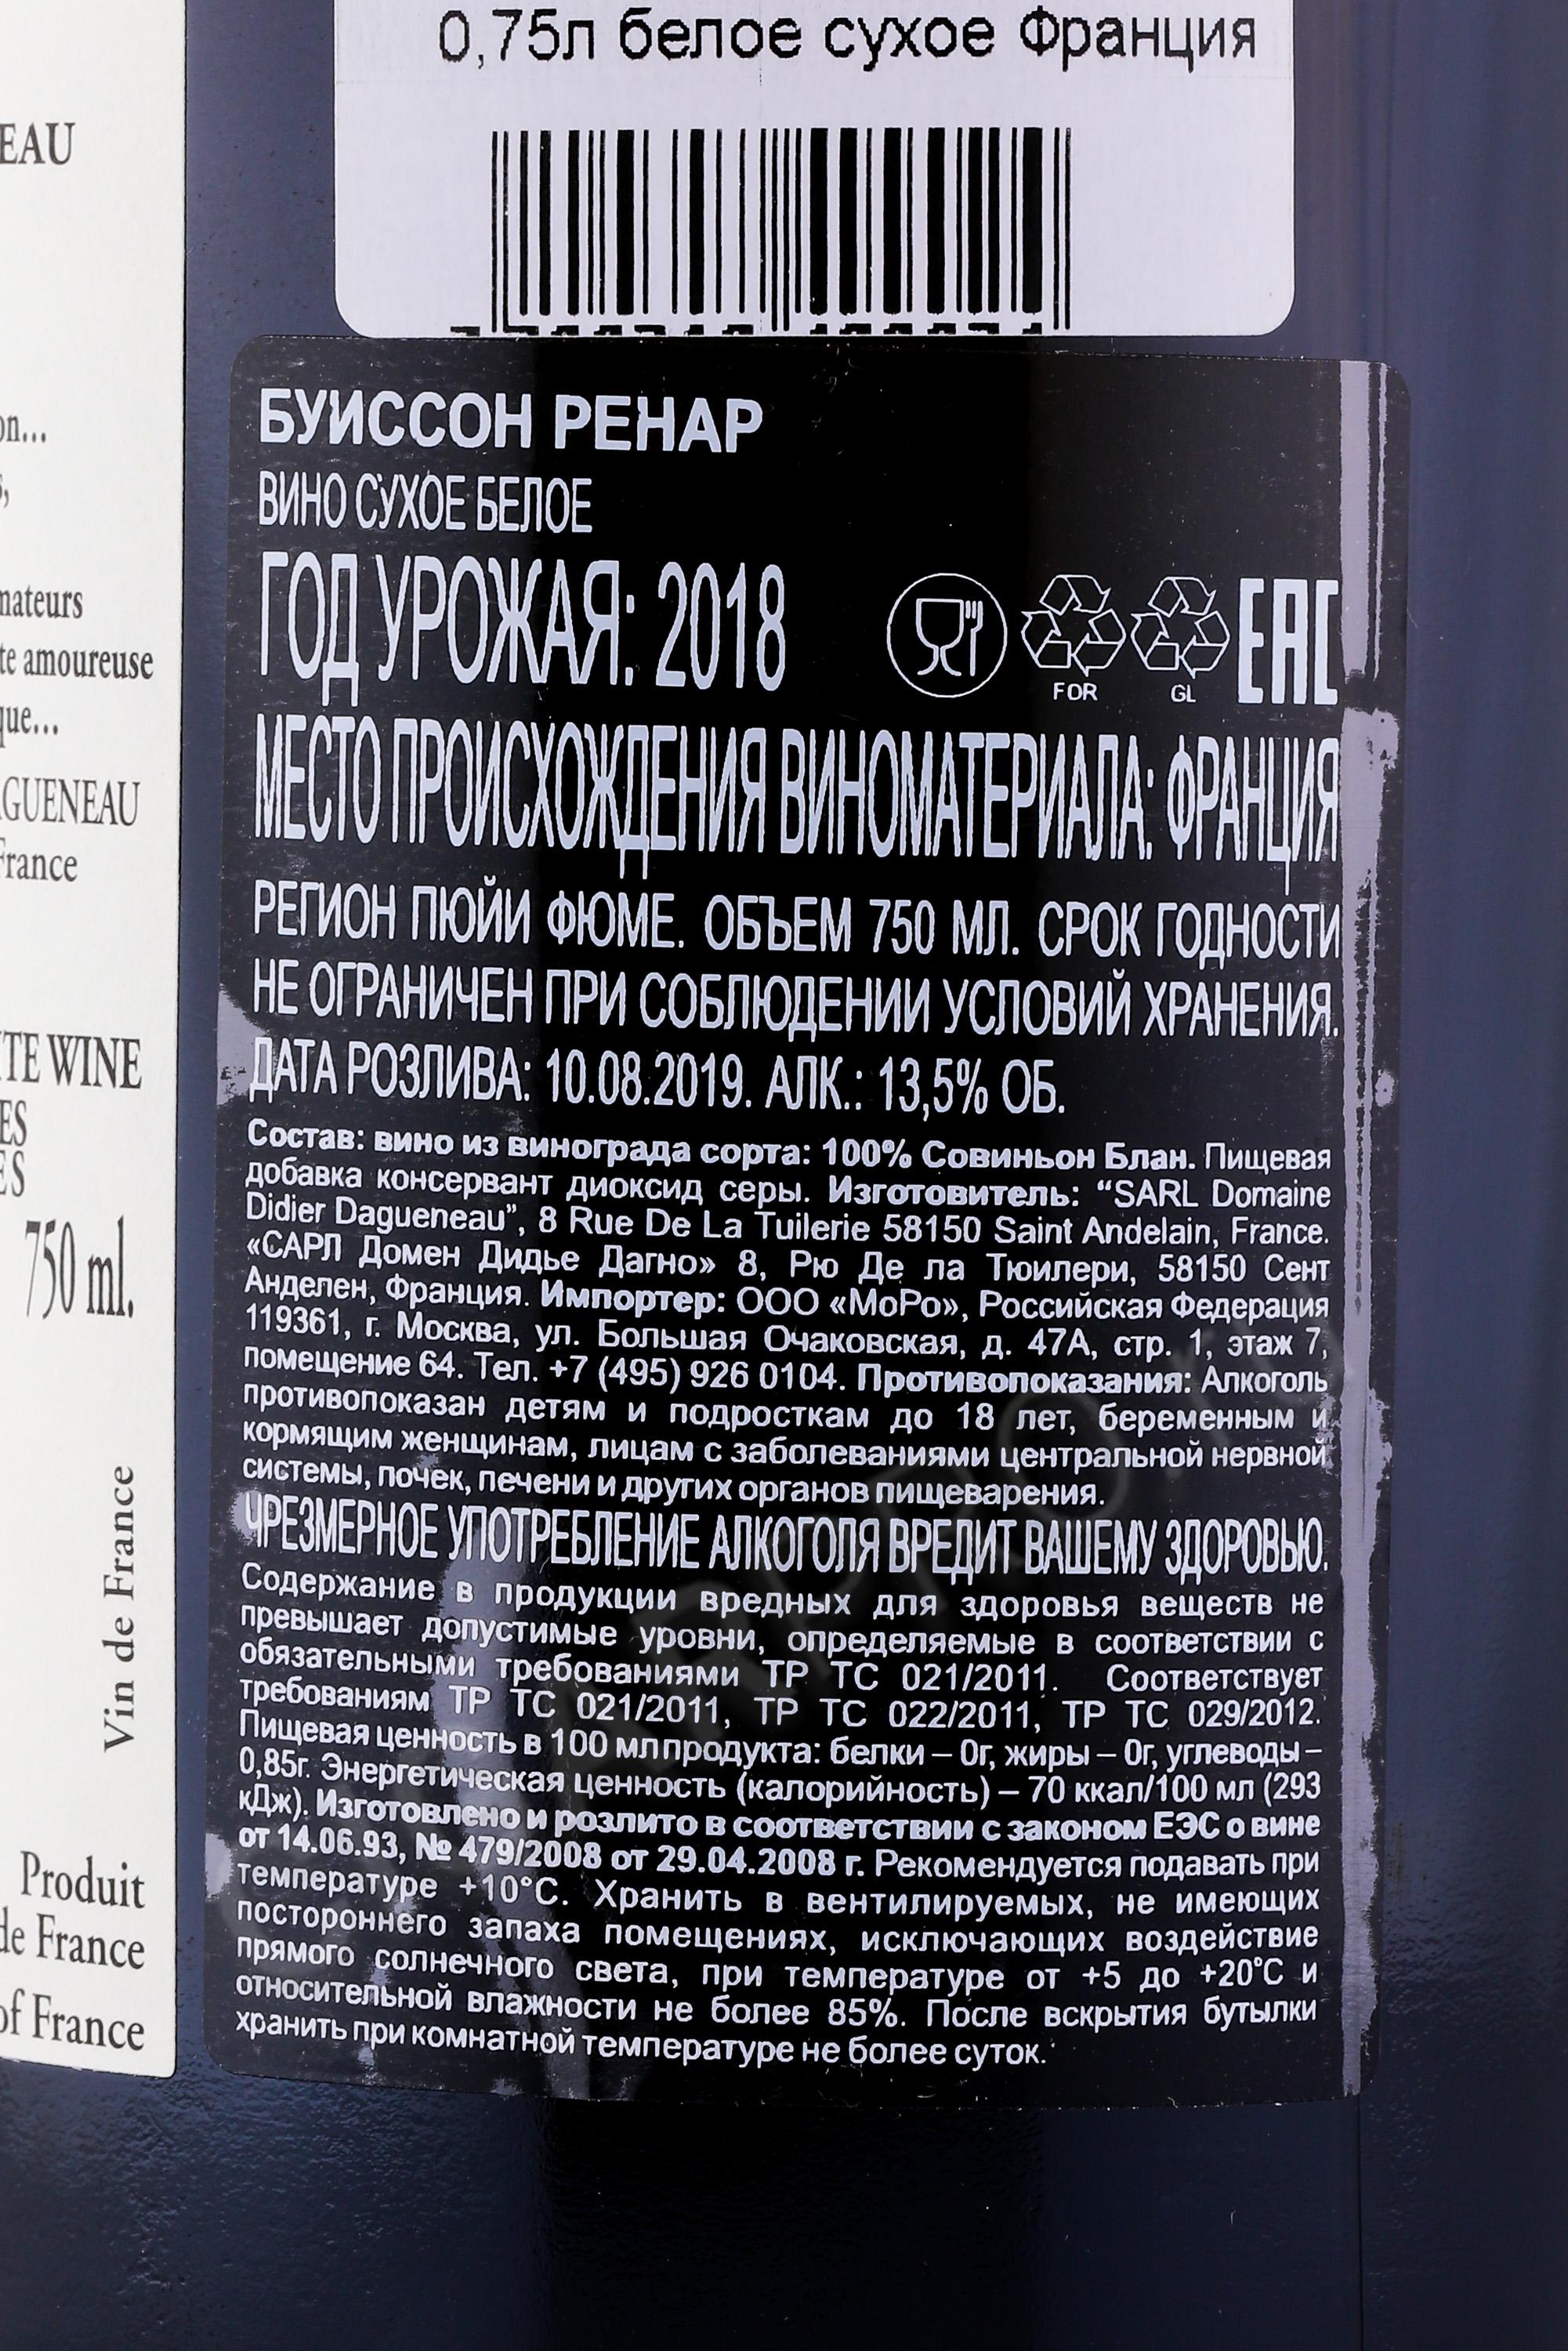 EAU
on...
mateurs
te amoureuse
que...
GUENEAU
France
TE WINE
ES
ES
750 ml.
Vin de France
Produit
de France
of France
0,75л белое сухое Франция
БУИССОН РЕНАР
ВИНО СУХОЕ БЕЛОЕ
ГОД УРОЖАЯ: 2018
FOR
GL
EAC
МЕСТО ПРОИСХОЖДЕНИЯ ВИНОМАТЕРИАЛА: ФРАНЦИЯ
РЕГИОН ПЮЙИ ФЮМЕ. ОБЪЕМ 750 МЛ. СРОК ГОДНОСТИ
НЕ ОГРАНИЧЕН ПРИ СОБЛЮДЕНИИ УСЛОВИЙ ХРАНЕНИЯ.
ДАТА РОЗЛИВА: 10.08.2019. АЛК.: 13,5% ОБ.
Состав: вино из винограда сорта: 100% Совиньон Блан. Пищевая
добавка консервант диоксид серы. Изготовитель: “SARL Domaine
Didier Dagueneau”, 8 Rue De La Tuilerie 58150 Saint Andelain, France.
«САРЛ Домен Дидье Дагно» 8, Рю Де ла Тюилери, 58150 Сент
Анделен, Франция. Импортер: ООО «МоРо», Российская Федерация
119361, г. Москва, ул. Большая Очаковская, д. 47А, стр. 1, этаж 7,
помещение 64. Тел. +7 (495) 926 0104. Противопоказания: Алкоголь
противопоказан детям и подросткам до 18 лет, беременным и
кормящим женщинам, лицам с заболеваниями центральной нервной
системы, почек, печени и других органов пищеварения.
ЧРЕЗМЕРНОЕ УПОТРЕБЛЕНИЕ АЛКОГОЛЯ ВРЕДИТ ВАШЕМУ ЗДОРОВЬЮ.
Содержание в продукции вредных для здоровья веществ не
превышает допустимые уровни, определяемые в соответствии с
обязательными требованиями ТР ТС 021/2011. Соответствует
требованиям ТР ТС 021/2011, ТР ТС 022/2011, ТР ТС 029/2012.
Пищевая ценность в 100 мл продукта: белки – 0г, жиры – 0г, углеводы –
0,85г. Энергетическая ценность (калорийность) – 70 ккал/100 мл (293
кДж). Изготовлено и розлито в соответствии с законом ЕЭС о вине
от 14.06.93, № 479/2008 от 29.04.2008 г. Рекомендуется подавать при
температуре +10°С. Хранить в вентилируемых, не имеющих
постороннего запаха помещениях, исключающих воздействие
прямого солнечного света, при температуре от +5 до +20°С и
относительной влажности не более 85%. После вскрытия бутылки
хранить при комнатной температуре не более суток.